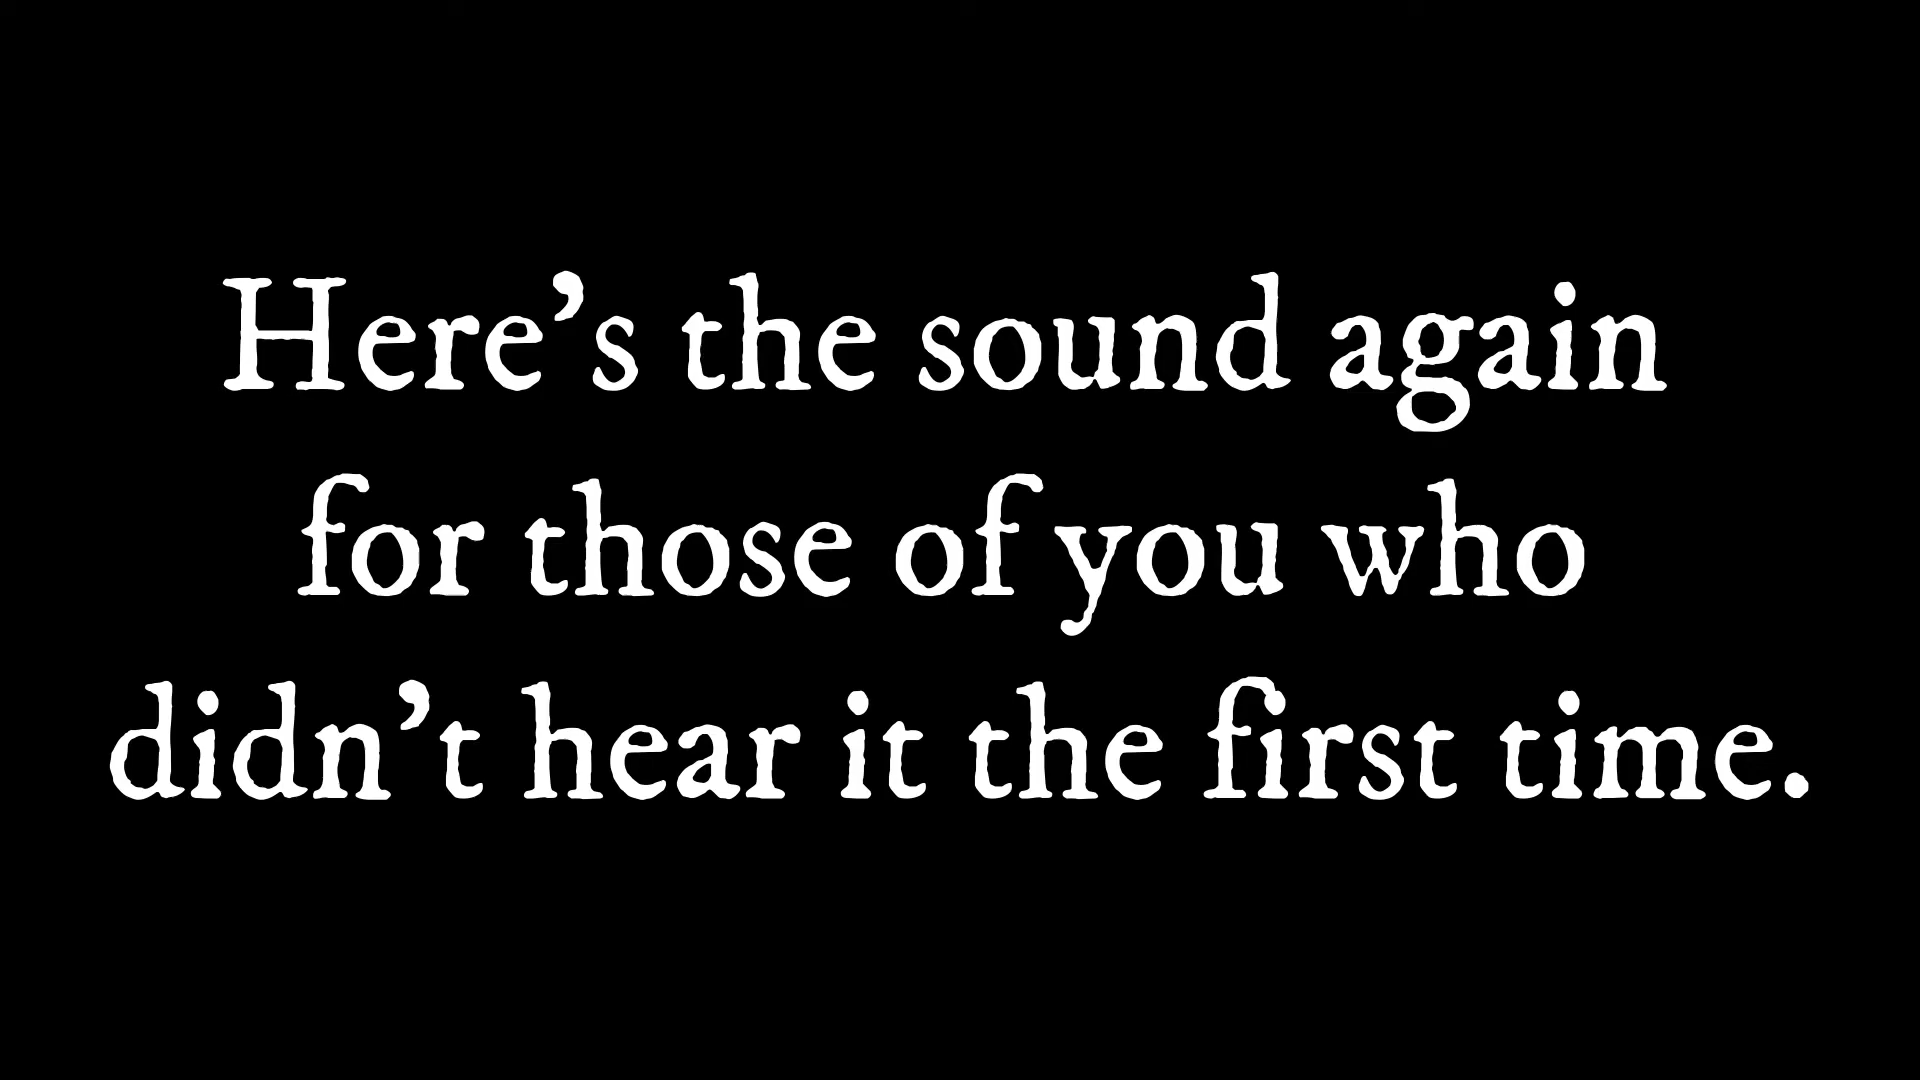 Here’s the sound again
for those of you who
didn’t hear it the first time.